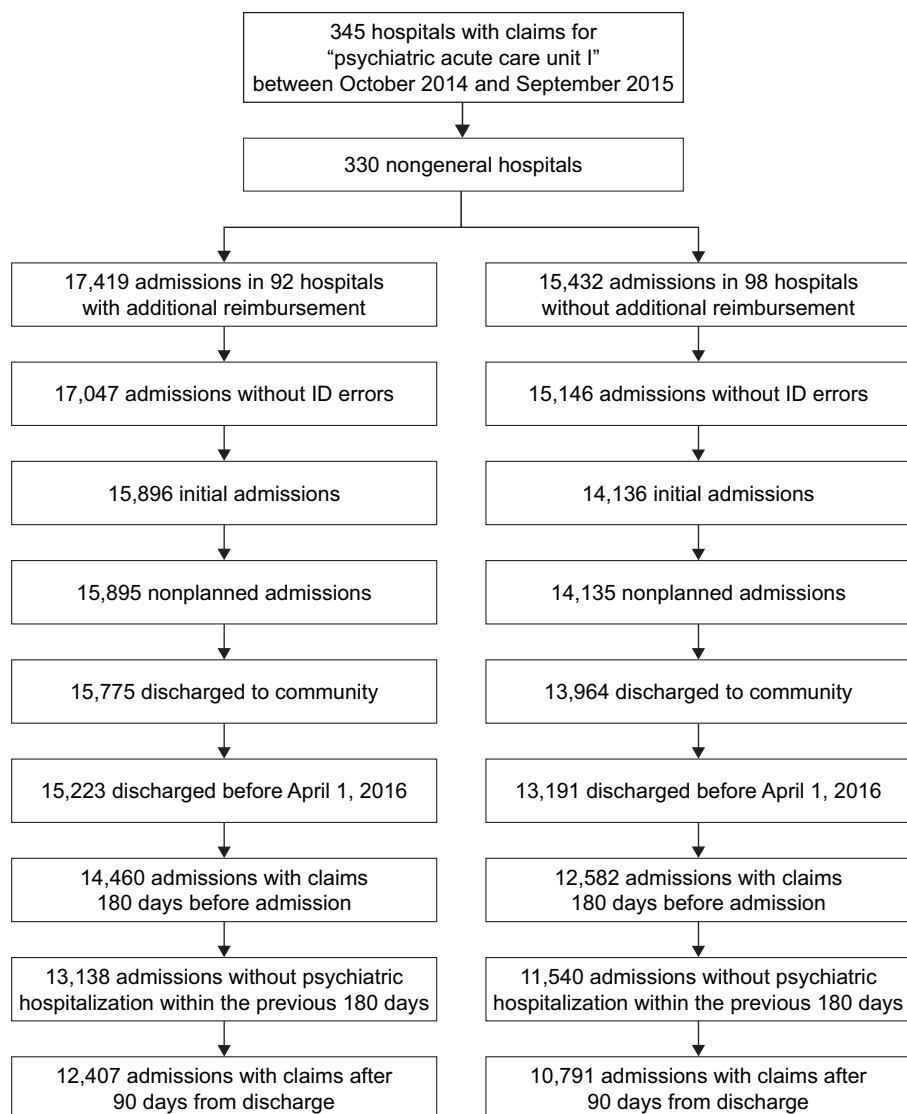 345 hospitals with claims for
“psychiatric acute care unit I”
between October 2014 and September 2015
330 nongeneral hospitals
17,419 admissions in 92 hospitals
with additional reimbursement
15,432 admissions in 98 hospitals
without additional reimbursement
17,047 admissions without ID errors
15,146 admissions without ID errors
15,896 initial admissions
14,136 initial admissions
15,895 nonplanned admissions
14,135 nonplanned admissions
15,775 discharged to community
13,964 discharged to community
15,223 discharged before April 1, 2016
13,191 discharged before April 1, 2016
14,460 admissions with claims
180 days before admission
12,582 admissions with claims
180 days before admission
13,138 admissions without psychiatric
hospitalization within the previous 180 days
11,540 admissions without psychiatric
hospitalization within the previous 180 days
12,407 admissions with claims after
90 days from discharge
10,791 admissions with claims after
90 days from discharge